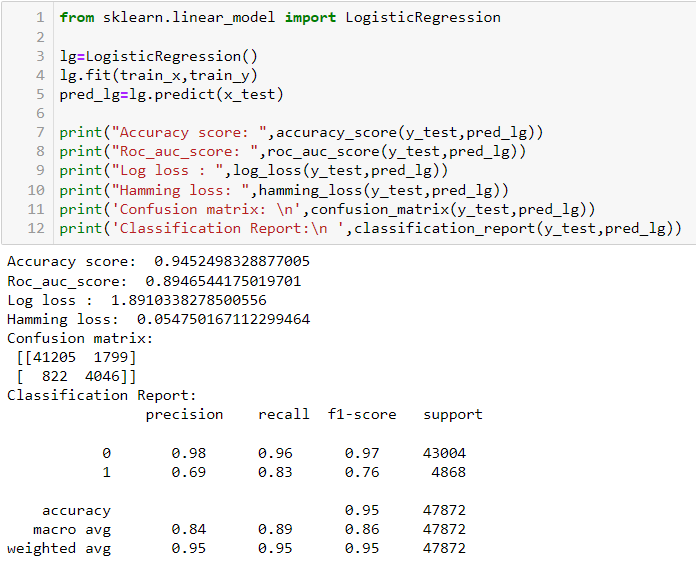 1 from sklearn.linear_model import LogisticRegression
2
3 lg=LogisticRegression()
4 lg.fit(train_x,train_y)
5 pred_lg=lg.predict(x_test)
6
7 print("Accuracy score: ",accuracy_score(y_test,pred_lg))
8 print("Roc_auc_score: ",roc_auc_score(y_test,pred_lg))
9 print("Log loss : ",log_loss(y_test,pred_lg))
10 print("Hamming loss: ",hamming_loss(y_test,pred_lg))
11 print('Confusion matrix: \n',confusion_matrix(y_test,pred_lg))
12 print('Classification Report:\n ',classification_report(y_test,pred_lg))
Accuracy score:  0.9452498328877005
Roc_auc_score:  0.8946544175019701
Log loss :  1.8910338278500556
Hamming loss:  0.054750167112299464
Confusion matrix:
 [[41205  1799]
 [  822  4046]]
Classification Report:
                precision    recall  f1-score   support

           0       0.98      0.96      0.97     43004
           1       0.69      0.83      0.76      4868

    accuracy                           0.95     47872
   macro avg       0.84      0.89      0.86     47872
weighted avg       0.95      0.95      0.95     47872